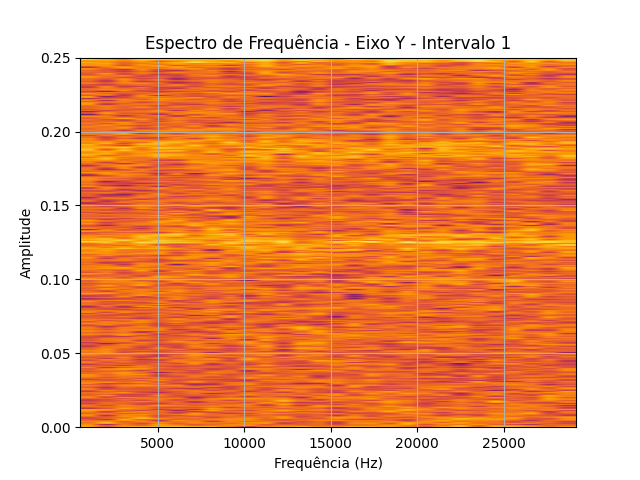 Espectro de Frequência - Eixo Y - Intervalo 1
0.25
0.20
0.15
0.10
0.05
0.00
Amplitude
5000 10000 15000 20000 25000
Frequência (Hz)